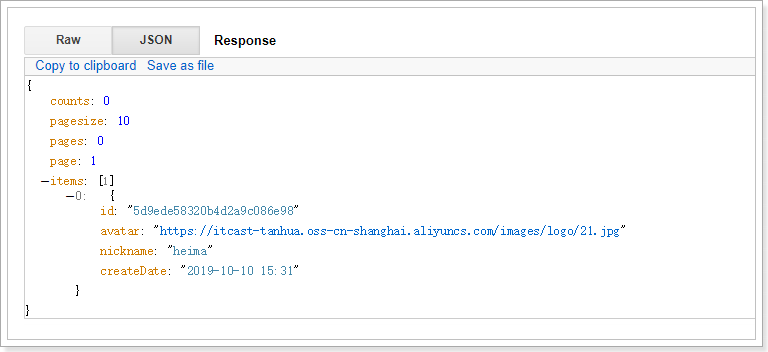 Raw JSON Response
Copy to clipboard Save as file
{
counts: 0
pagesize: 10
pages: 0
page: 1
−items: [1]
−0: {
id: "5d9ede58320b4d2a9c086e98"
avatar: "https://itcast-tanhua.oss-cn-shanghai.aliyuncs.com/images/logo/21.jpg"
nickname: "heima"
createDate: "2019-10-10 15:31"
}
}